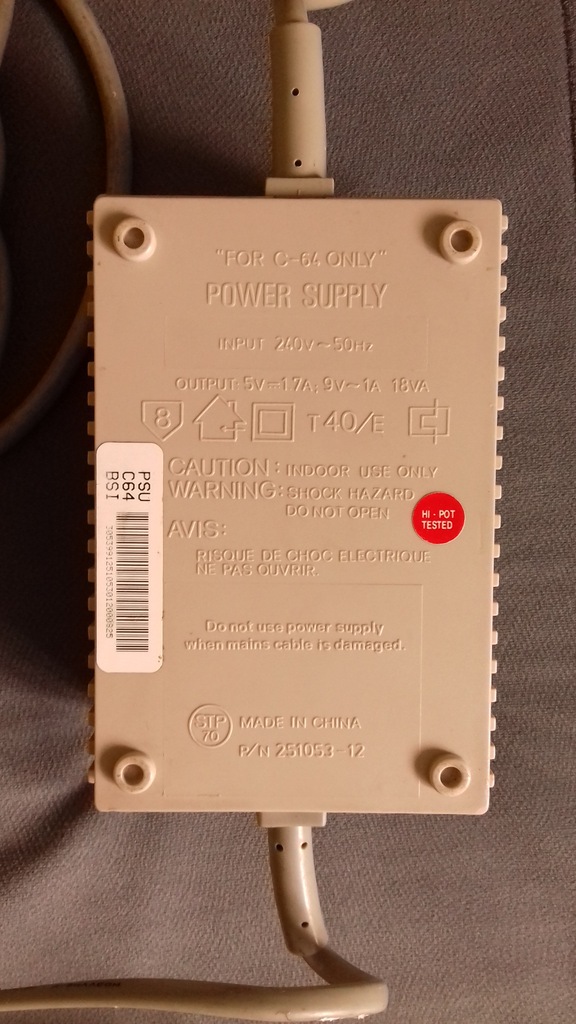 "FOR C-64 ONLY"
POWER SUPPLY
INPUT 240V~50Hz
OUTPUT: 5V⎓1.7A; 9V~1A 18VA
8 T40/E
CAUTION: INDOOR USE ONLY
WARNING: SHOCK HAZARD
DO NOT OPEN
AVIS:
RISQUE DE CHOC ELECTRIQUE
NE PAS OUVRIR.
HI-POT
TESTED
PSU
C64
BSI
Do not use power supply
when mains cable is damaged.
STP
70
MADE IN CHINA
P/N 251053-12